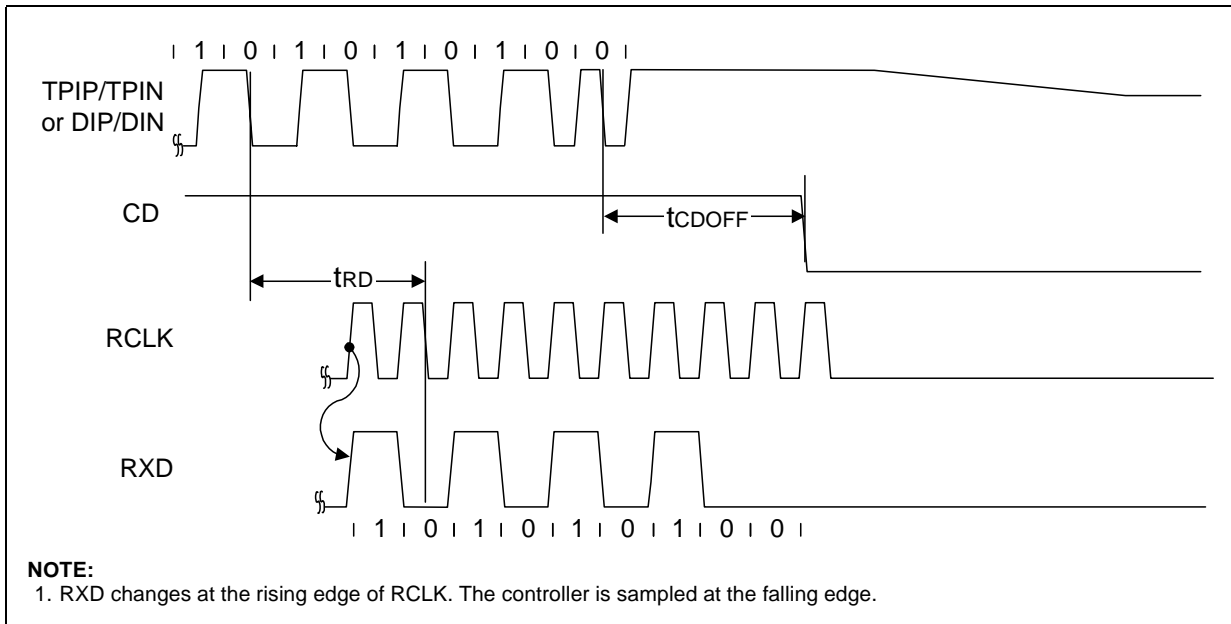 1 0 1 0 1 0 1 0 0
TPIP/TPIN
or DIP/DIN
CD
tCDOFF
tRD
RCLK
RXD
1 0 1 0 1 0 1 0 0
NOTE:
1. RXD changes at the rising edge of RCLK. The controller is sampled at the falling edge.